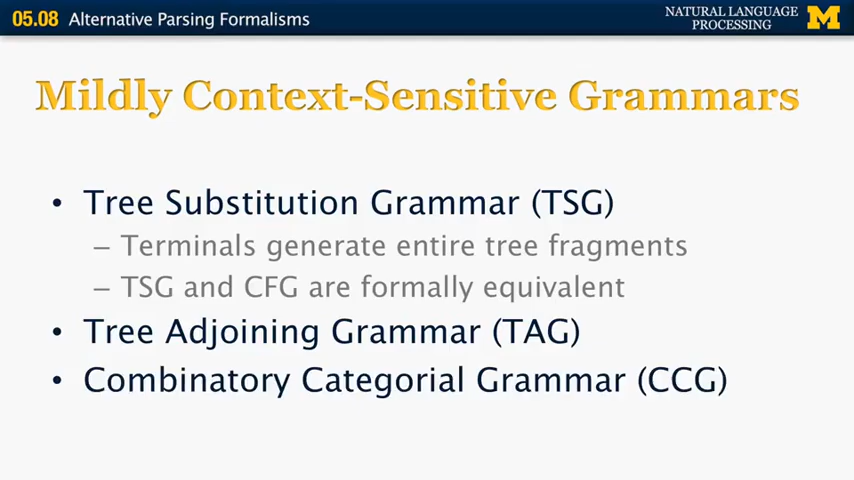 05.08 Alternative Parsing Formalisms
NATURAL LANGUAGE
PROCESSING
M
Mildly Context-Sensitive Grammars
• Tree Substitution Grammar (TSG)
– Terminals generate entire tree fragments
– TSG and CFG are formally equivalent
• Tree Adjoining Grammar (TAG)
• Combinatory Categorial Grammar (CCG)